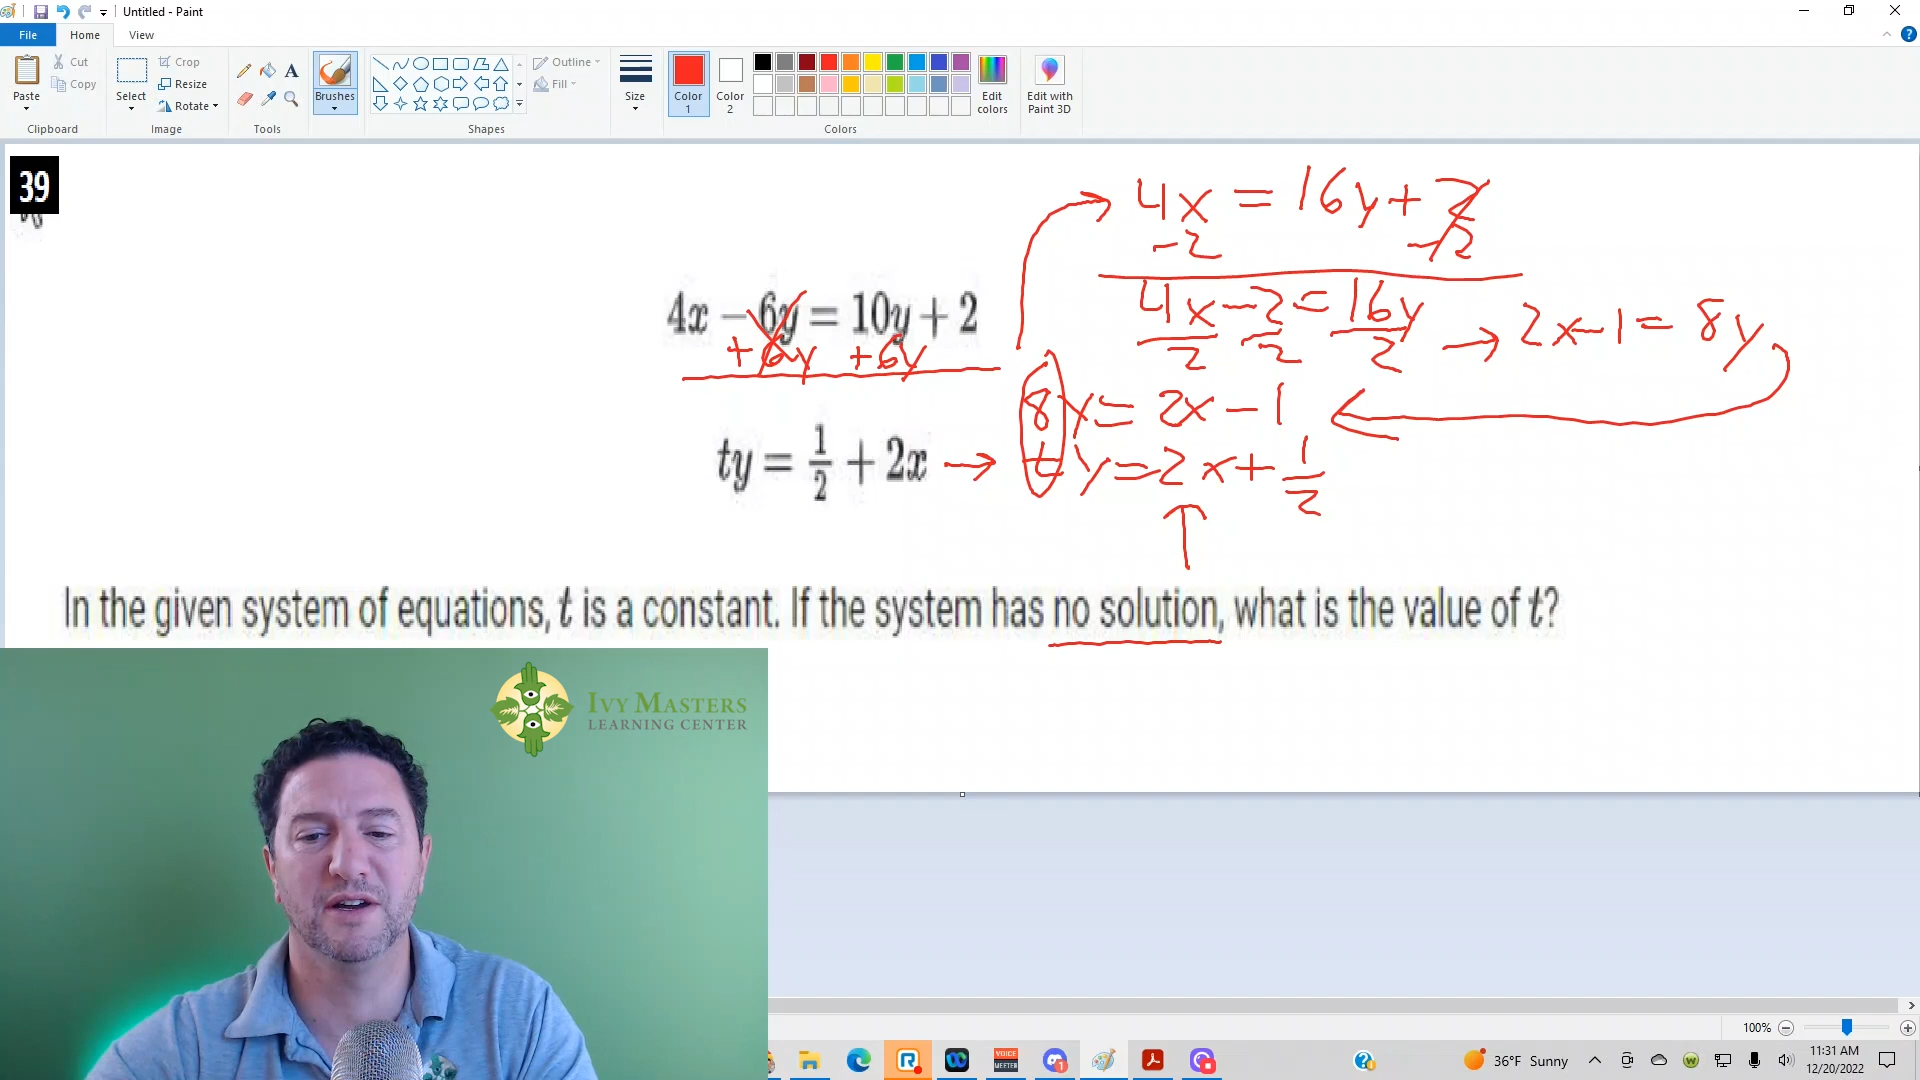 Untitled - Paint
File Home View
Paste Cut Copy Select Crop Resize Rotate Brushes Outline Fill Size Color 1 Color 2 Edit colors Edit with Paint 3D
Clipboard Image Tools Shapes Colors
39
4x = 16y + 2
-2 -2
4x - 6y = 10y + 2
+6y +6y
4x - 2 = 16y → 2x - 1 = 8y
2 2 2
8y = 2x - 1
ty = 1/2 + 2x → ty = 2x + 1/2
In the given system of equations, t is a constant. If the system has no solution, what is the value of t?
IVY MASTERS
LEARNING CENTER
100%
VOICE MEETER
36°F Sunny
11:31 AM
12/20/2022